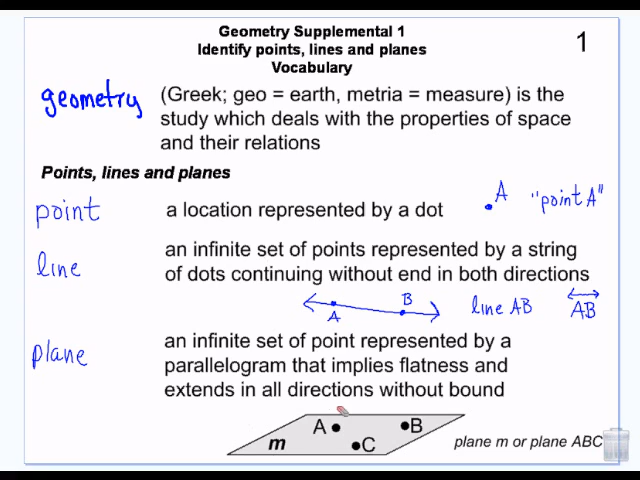 Geometry Supplemental 1
Identify points, lines and planes
Vocabulary
1
geometry (Greek; geo = earth, metria = measure) is the
study which deals with the properties of space
and their relations
Points, lines and planes
point a location represented by a dot A "point A"
line an infinite set of points represented by a string
of dots continuing without end in both directions
A B line AB AB
plane an infinite set of point represented by a
parallelogram that implies flatness and
extends in all directions without bound
A B
m C plane m or plane ABC